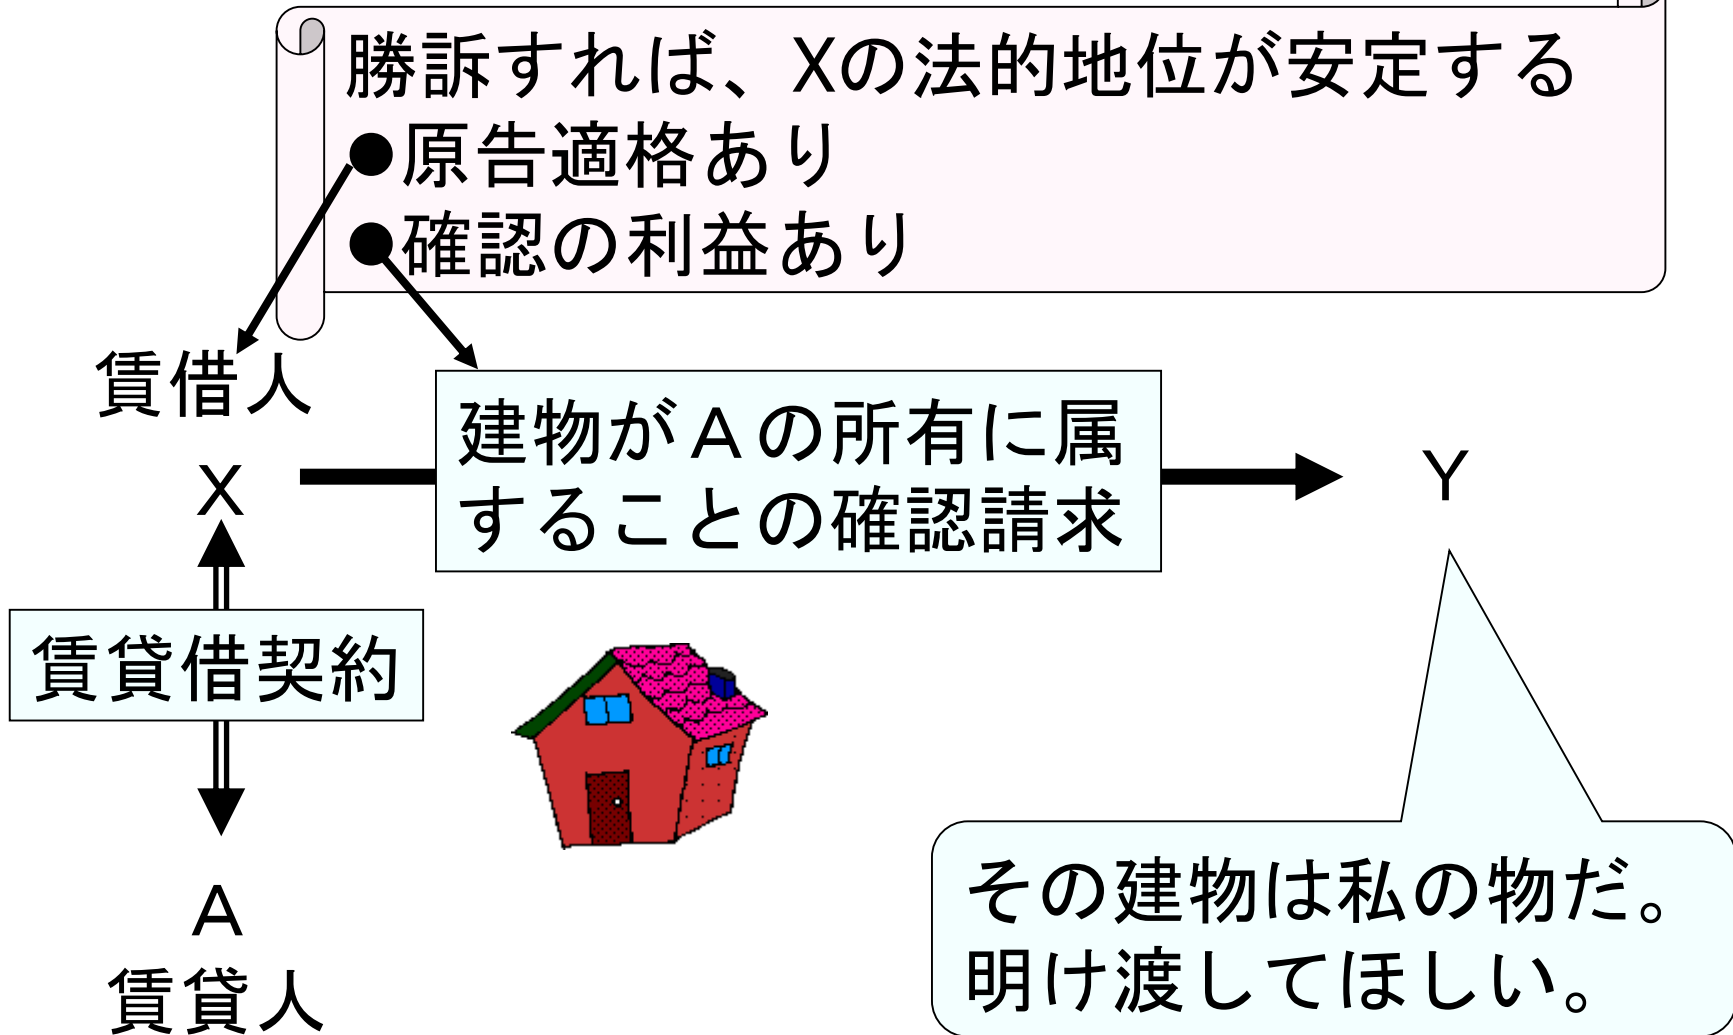 勝訴すれば、Xの法的地位が安定する
●原告適格あり
●確認の利益あり
賃借人
X
建物がAの所有に属
することの確認請求
Y
賃貸借契約
A
賃貸人
その建物は私の物だ。
明け渡してほしい。